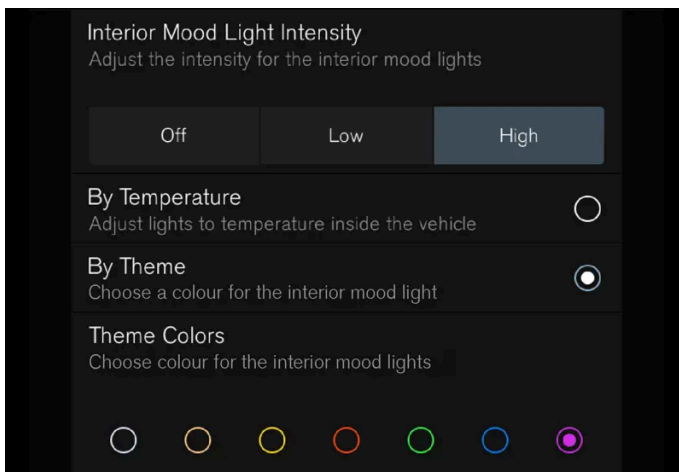 Interior Mood Light Intensity
Adjust the intensity for the interior mood lights
Off Low High
By Temperature
Adjust lights to temperature inside the vehicle
By Theme
Choose a colour for the interior mood light
Theme Colors
Choose colour for the interior mood lights